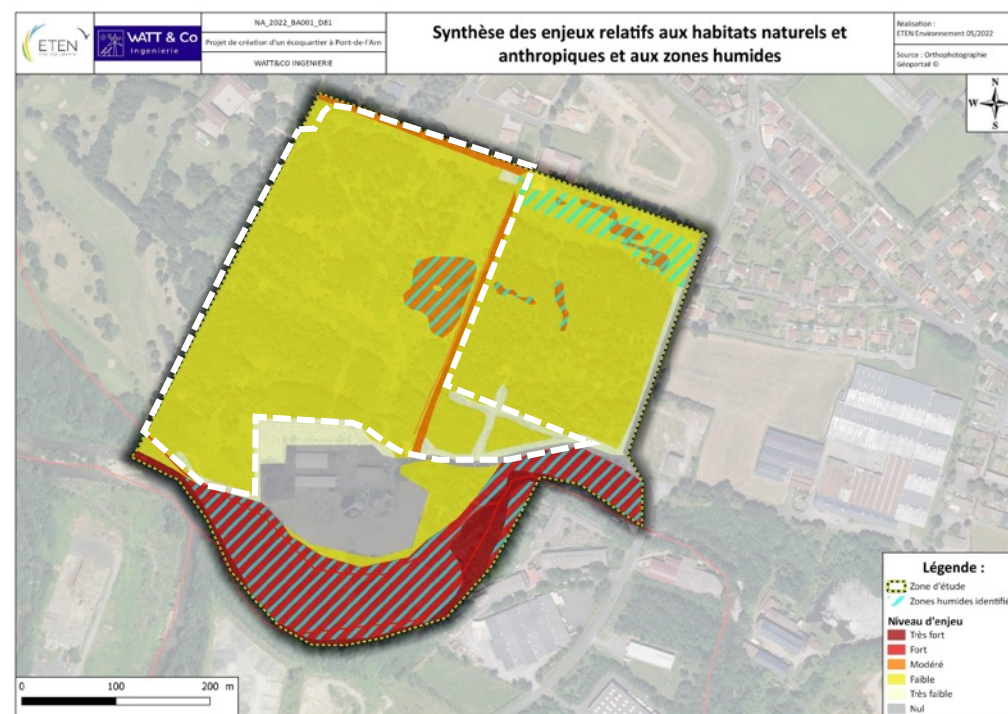 ETEN
WATT & Co
Ingenierie
NA_2022_BA001_D81
Projet de création d'un écoquartier à Pont-de-l'Arn
WATT&CO INGENIERIE
Synthèse des enjeux relatifs aux habitats naturels et
anthropiques et aux zones humides
Réalisation :
ETEN Environnement 05/2022
Source : Orthophotographie
Géoportail ©
N
W E
S
Légende :
Zone d'étude
Zones humides identifié
Niveau d'enjeu
Très fort
Fort
Modéré
Faible
Très faible
Nul
0 100 200 m